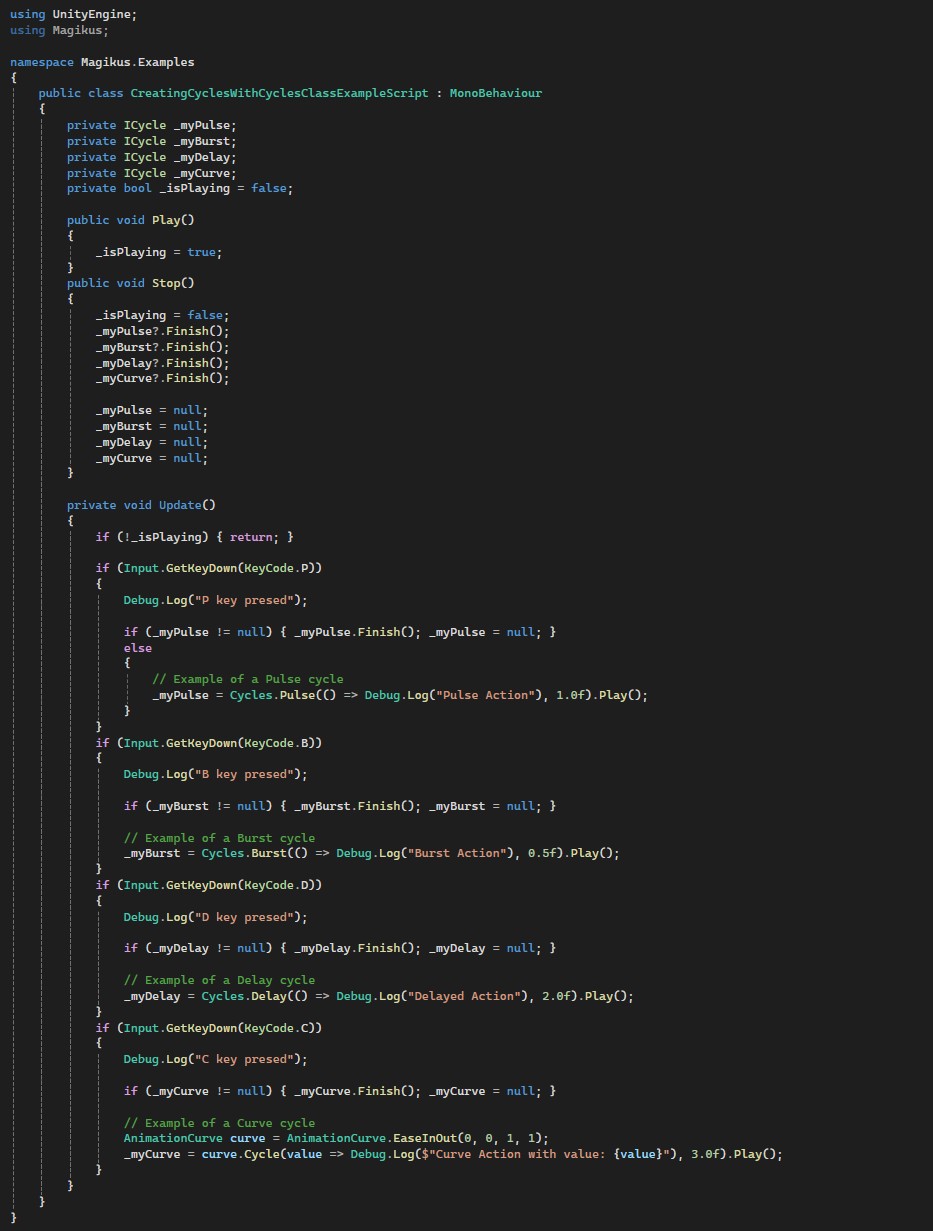 using UnityEngine;
using Magikus;

namespace Magikus.Examples
{
    public class CreatingCyclesWithCyclesClassExampleScript : MonoBehaviour
    {
        private ICycle _myPulse;
        private ICycle _myBurst;
        private ICycle _myDelay;
        private ICycle _myCurve;
        private bool _isPlaying = false;

        public void Play()
        {
            _isPlaying = true;
        }
        public void Stop()
        {
            _isPlaying = false;
            _myPulse?.Finish();
            _myBurst?.Finish();
            _myDelay?.Finish();
            _myCurve?.Finish();

            _myPulse = null;
            _myBurst = null;
            _myDelay = null;
            _myCurve = null;
        }

        private void Update()
        {
            if (!_isPlaying) { return; }

            if (Input.GetKeyDown(KeyCode.P))
            {
                Debug.Log("P key presed");

                if (_myPulse != null) { _myPulse.Finish(); _myPulse = null; }
                else
                {
                    // Example of a Pulse cycle
                    _myPulse = Cycles.Pulse(() => Debug.Log("Pulse Action"), 1.0f).Play();
                }
            }
            if (Input.GetKeyDown(KeyCode.B))
            {
                Debug.Log("B key presed");

                if (_myBurst != null) { _myBurst.Finish(); _myBurst = null; }

                // Example of a Burst cycle
                _myBurst = Cycles.Burst(() => Debug.Log("Burst Action"), 0.5f).Play();
            }
            if (Input.GetKeyDown(KeyCode.D))
            {
                Debug.Log("D key presed");

                if (_myDelay != null) { _myDelay.Finish(); _myDelay = null; }

                // Example of a Delay cycle
                _myDelay = Cycles.Delay(() => Debug.Log("Delayed Action"), 2.0f).Play();
            }
            if (Input.GetKeyDown(KeyCode.C))
            {
                Debug.Log("C key presed");

                if (_myCurve != null) { _myCurve.Finish(); _myCurve = null; }

                // Example of a Curve cycle
                AnimationCurve curve = AnimationCurve.EaseInOut(0, 0, 1, 1);
                _myCurve = curve.Cycle(value => Debug.Log($"Curve Action with value: {value}"), 3.0f).Play();
            }
        }
    }
}